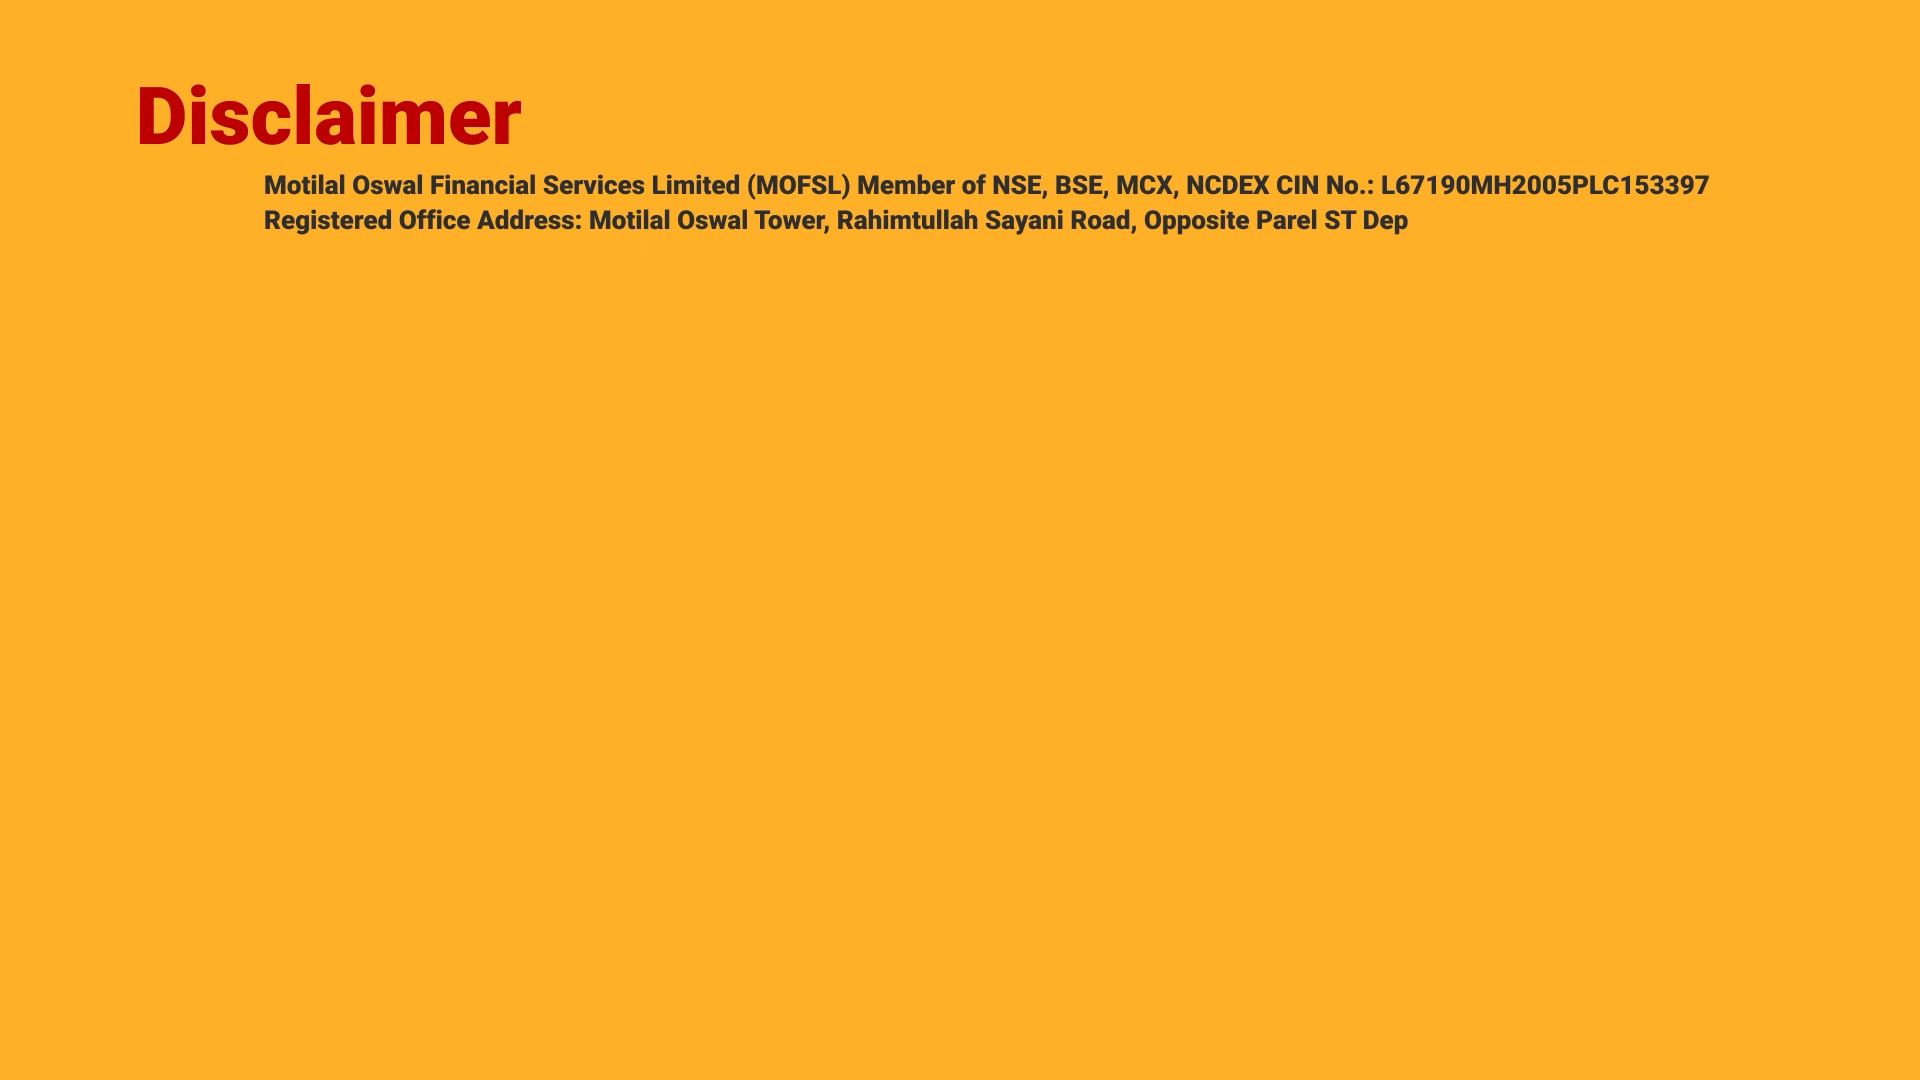 Disclaimer
Motilal Oswal Financial Services Limited (MOFSL) Member of NSE, BSE, MCX, NCDEX CIN No.: L67190MH2005PLC153397
Registered Office Address: Motilal Oswal Tower, Rahimtullah Sayani Road, Opposite Parel ST Dep